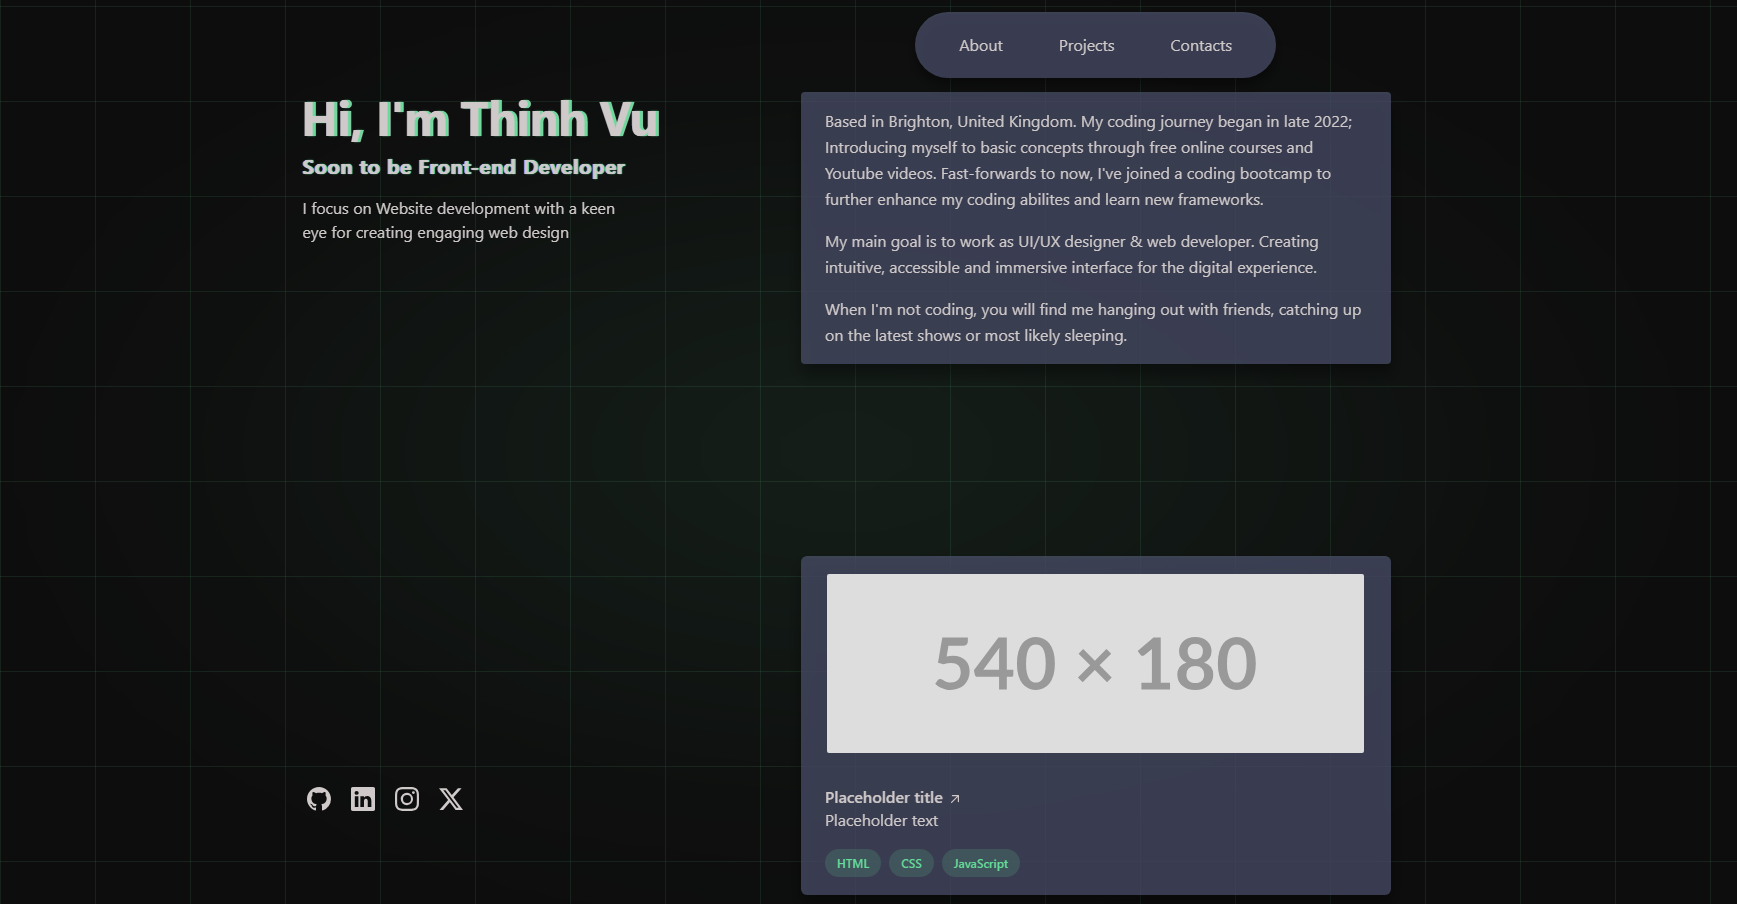 About
Projects
Contacts
Hi, I'm Thinh Vu
Soon to be Front-end Developer
I focus on Website development with a keen
eye for creating engaging web design
Based in Brighton, United Kingdom. My coding journey began in late 2022;
Introducing myself to basic concepts through free online courses and
Youtube videos. Fast-forwards to now, I've joined a coding bootcamp to
further enhance my coding abilites and learn new frameworks.
My main goal is to work as UI/UX designer & web developer. Creating
intuitive, accessible and immersive interface for the digital experience.
When I'm not coding, you will find me hanging out with friends, catching up
on the latest shows or most likely sleeping.
540 × 180
Placeholder title
Placeholder text
HTML
CSS
JavaScript